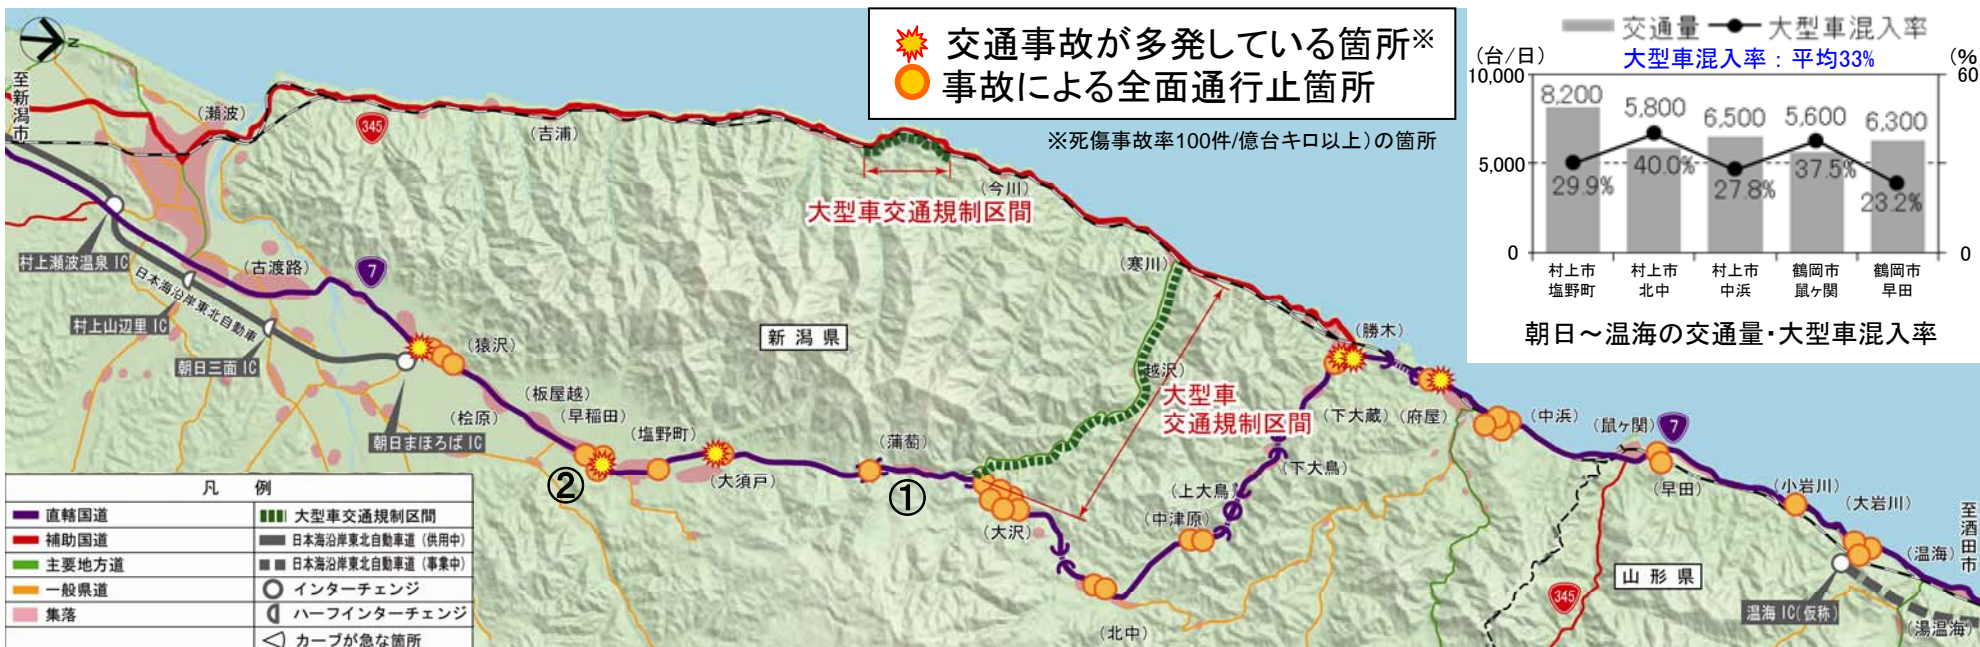 交通事故が多発している箇所※
事故による全面通行止箇所
※死傷事故率100件/億台キロ以上)の箇所
交通量
大型車混入率
大型車混入率:平均33%
(台/日)
(%
10,000
5,000
0
60
0
8,200
5,800
6,500
5,600
6,300
29.9%
40.0%
27.8%
37.5%
23.2%
村上市
塩野町
村上市
北中
村上市
中浜
鶴岡市
鼠ヶ関
鶴岡市
早田
朝日~温海の交通量・大型車混入率
N
至新潟市
(瀬波)
345
(吉浦)
(今川)
大型車交通規制区間
(寒川)
村上瀬波温泉 IC
(古渡路)
7
日本海沿岸東北自動車
村上山辺里 IC
朝日三面 IC
(猿沢)
新潟県
(勝木)
越沢
大型車
交通規制区間
(板屋越)
(早稲田)
(桧原)
(塩野町)
朝日まほろば IC
(蒲萄)
(大須戸)
(下大蔵)
(府屋)
(中浜)
(鼠ヶ関)
7
②
①
(大沢)
(上大鳥)
(下大鳥)
(中津原)
(北中)
(早田)
(小岩川)
(大岩川)
至酒田市
(温海)
山形県
345
温海 IC(仮称)
(湯温海)
凡 例
直轄国道
大型車交通規制区間
補助国道
日本海沿岸東北自動車道(供用中)
主要地方道
日本海沿岸東北自動車道(事業中)
一般県道
インターチェンジ
集落
ハーフインターチェンジ
カーブが急な箇所